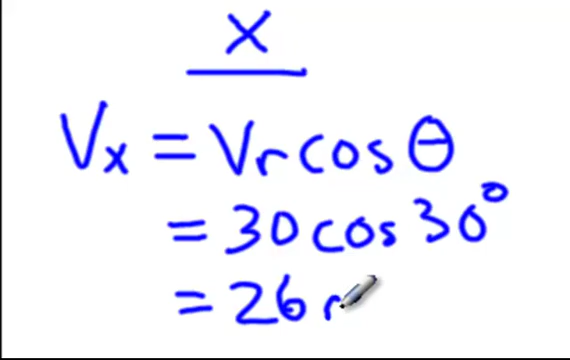 X
Vx = Vr cos θ
= 30 cos 30°
= 26